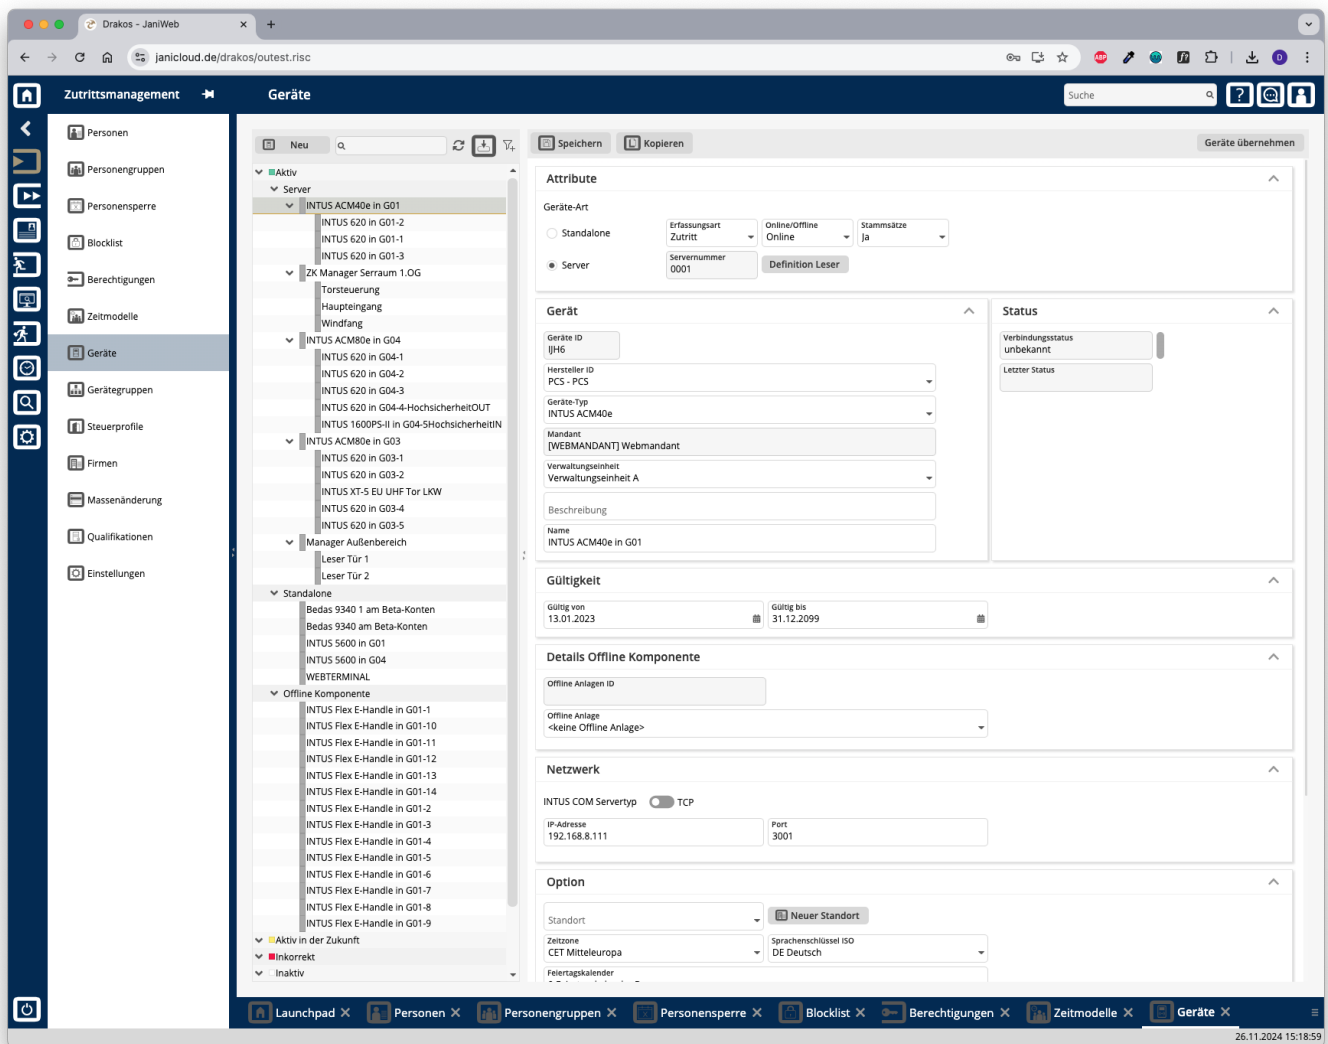 Drakos - JaniWeb
janicloud.de/drakos/outest.risc
ABP
D
Zutrittsmanagement
Geräte
Suche
Personen
Personengruppen
Personensperre
Blocklist
Berechtigungen
Zeitmodelle
Geräte
Gerätegruppen
Steuerprofile
Firmen
Massenänderung
Qualifikationen
Einstellungen
Neu
Aktiv
Server
INTUS ACM40e in G01
INTUS 620 in G01-2
INTUS 620 in G01-1
INTUS 620 in G01-3
ZK Manager Serraum 1.OG
Torsteuerung
Haupteingang
Windfang
INTUS ACM80e in G04
INTUS 620 in G04-1
INTUS 620 in G04-2
INTUS 620 in G04-3
INTUS 620 in G04-4-HochsicherheitOUT
INTUS 1600PS-II in G04-5HochsicherheitIN
INTUS ACM80e in G03
INTUS 620 in G03-1
INTUS 620 in G03-2
INTUS XT-5 EU UHF Tor LKW
INTUS 620 in G03-4
INTUS 620 in G03-5
Manager Außenbereich
Leser Tür 1
Leser Tür 2
Standalone
Bedas 9340 1 am Beta-Konten
Bedas 9340 am Beta-Konten
INTUS 5600 in G01
INTUS 5600 in G04
WEBTERMINAL
Offline Komponente
INTUS Flex E-Handle in G01-1
INTUS Flex E-Handle in G01-10
INTUS Flex E-Handle in G01-11
INTUS Flex E-Handle in G01-12
INTUS Flex E-Handle in G01-13
INTUS Flex E-Handle in G01-14
INTUS Flex E-Handle in G01-2
INTUS Flex E-Handle in G01-3
INTUS Flex E-Handle in G01-4
INTUS Flex E-Handle in G01-5
INTUS Flex E-Handle in G01-6
INTUS Flex E-Handle in G01-7
INTUS Flex E-Handle in G01-8
INTUS Flex E-Handle in G01-9
Aktiv in der Zukunft
Inkorrekt
Inaktiv
Speichern Kopieren Geräte übernehmen
Attribute
Geräte-Art
Standalone
Erfassungsart
Zutritt
Online/Offline
Online
Stammsätze
Ja
Server
Servernummer
0001
Definition Leser
Gerät
Geräte ID
IJH6
Hersteller ID
PCS - PCS
Geräte-Typ
INTUS ACM40e
Mandant
[WEBMANDANT] Webmandant
Verwaltungseinheit
Verwaltungseinheit A
Beschreibung
Name
INTUS ACM40e in G01
Status
Verbindungsstatus
unbekannt
Letzter Status
Gültigkeit
Gültig von
13.01.2023
Gültig bis
31.12.2099
Details Offline Komponente
Offline Anlagen ID
Offline Anlage
<keine Offline Anlage>
Netzwerk
INTUS COM Servertyp TCP
IP-Adresse
192.168.8.111
Port
3001
Option
Standort
Neuer Standort
Zeitzone
CET Mitteleuropa
Sprachenschlüssel ISO
DE Deutsch
Feiertagskalender
Launchpad Personen Personengruppen Personensperre Blocklist Berechtigungen Zeitmodelle Geräte
26.11.2024 15:18:59